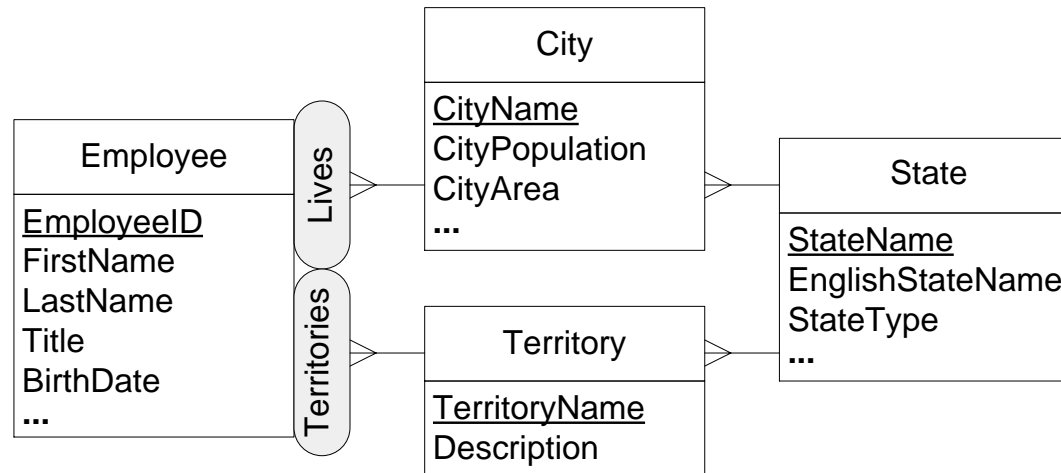 Employee
EmployeeID
FirstName
LastName
Title
BirthDate
...
Lives
Territories
City
CityName
CityPopulation
CityArea
...
Territory
TerritoryName
Description
State
StateName
EnglishStateName
StateType
...